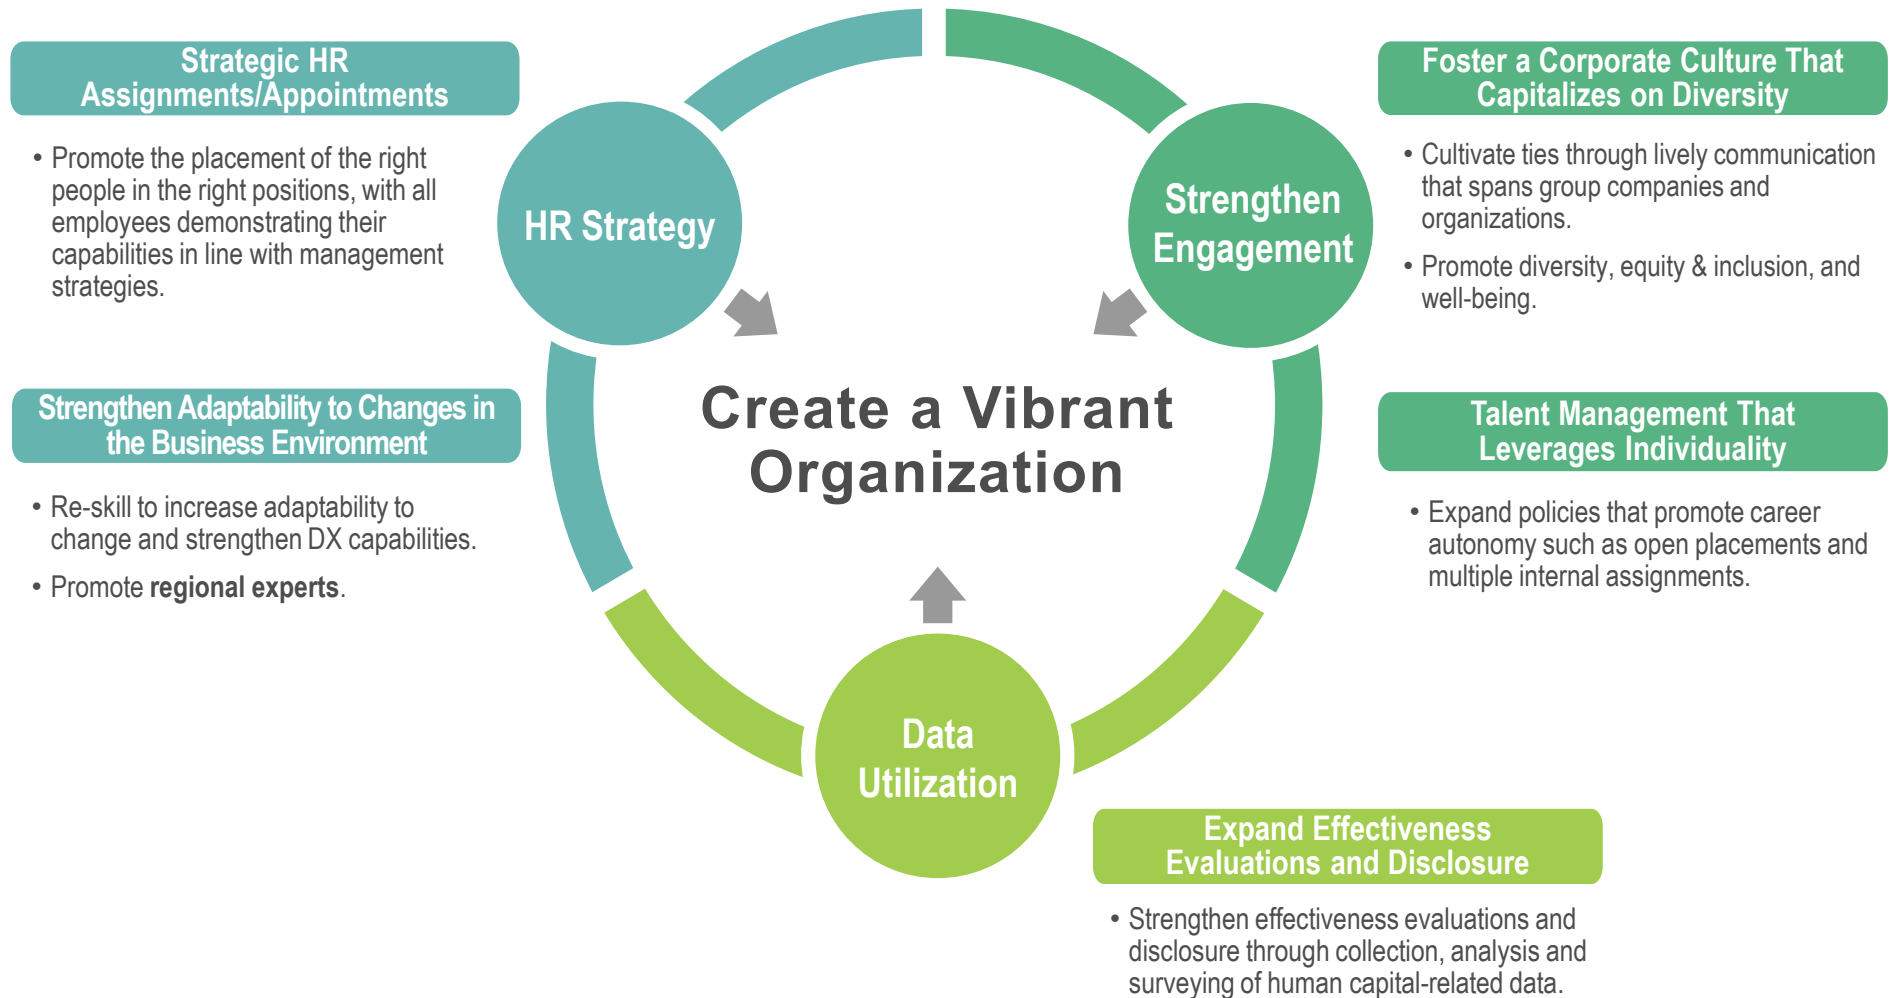 Strategic HR
Assignments/Appointments
• Promote the placement of the right
people in the right positions, with all
employees demonstrating their
capabilities in line with management
strategies.
Strengthen Adaptability to Changes in
the Business Environment
• Re-skill to increase adaptability to
change and strengthen DX capabilities.
• Promote regional experts.
HR Strategy
Strengthen
Engagement
Create a Vibrant
Organization
Data
Utilization
Foster a Corporate Culture That
Capitalizes on Diversity
• Cultivate ties through lively communication
that spans group companies and
organizations.
• Promote diversity, equity & inclusion, and
well-being.
Talent Management That
Leverages Individuality
• Expand policies that promote career
autonomy such as open placements and
multiple internal assignments.
Expand Effectiveness
Evaluations and Disclosure
• Strengthen effectiveness evaluations and
disclosure through collection, analysis and
surveying of human capital-related data.